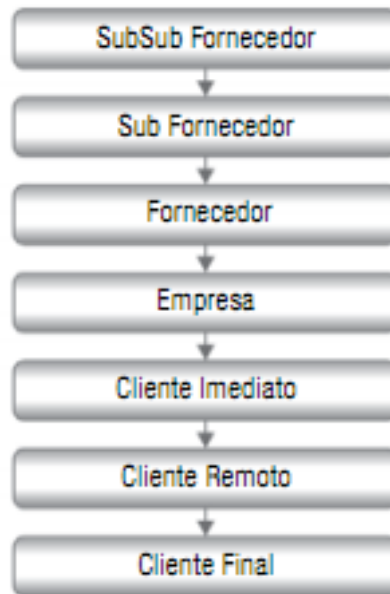 SubSub Fornecedor
Sub Fornecedor
Fornecedor
Empresa
Cliente Imediato
Cliente Remoto
Cliente Final